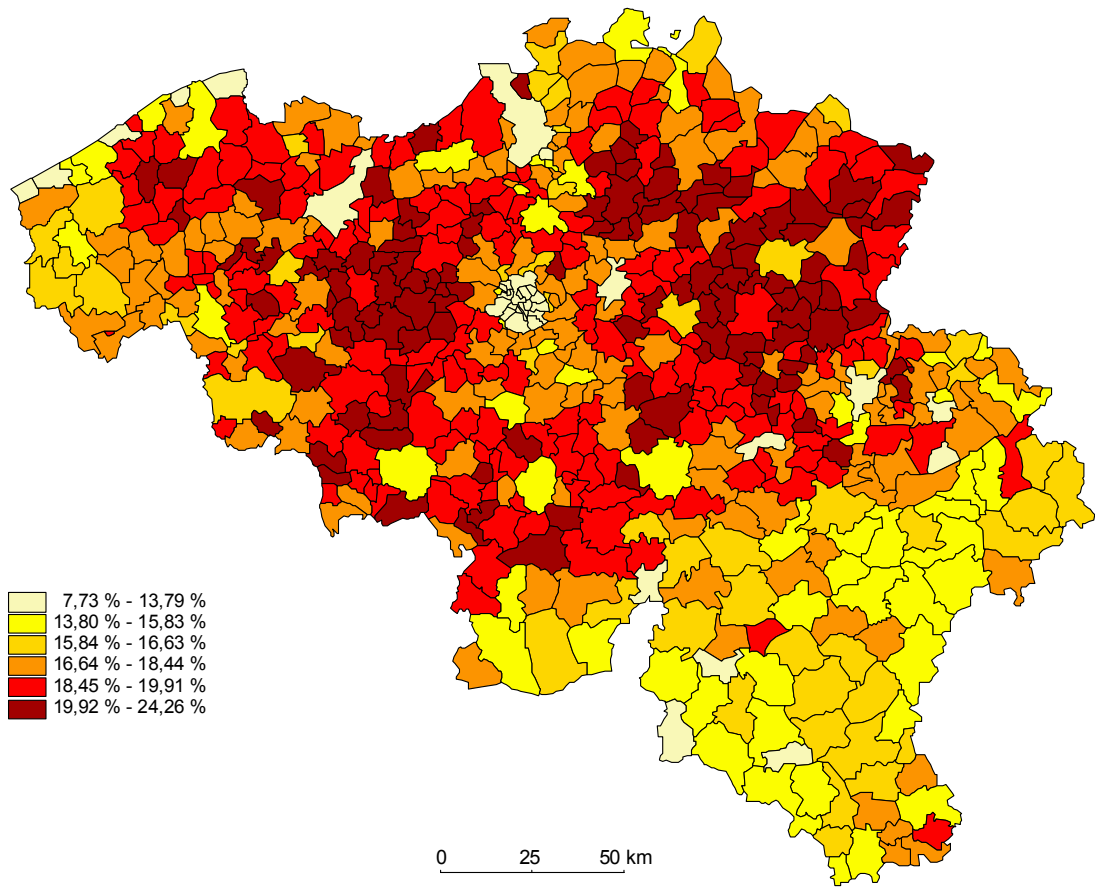 7,73 % - 13,79 %
13,80 % - 15,83 %
15,84 % - 16,63 %
16,64 % - 18,44 %
18,45 % - 19,91 %
19,92 % - 24,26 %
0 25 50 km